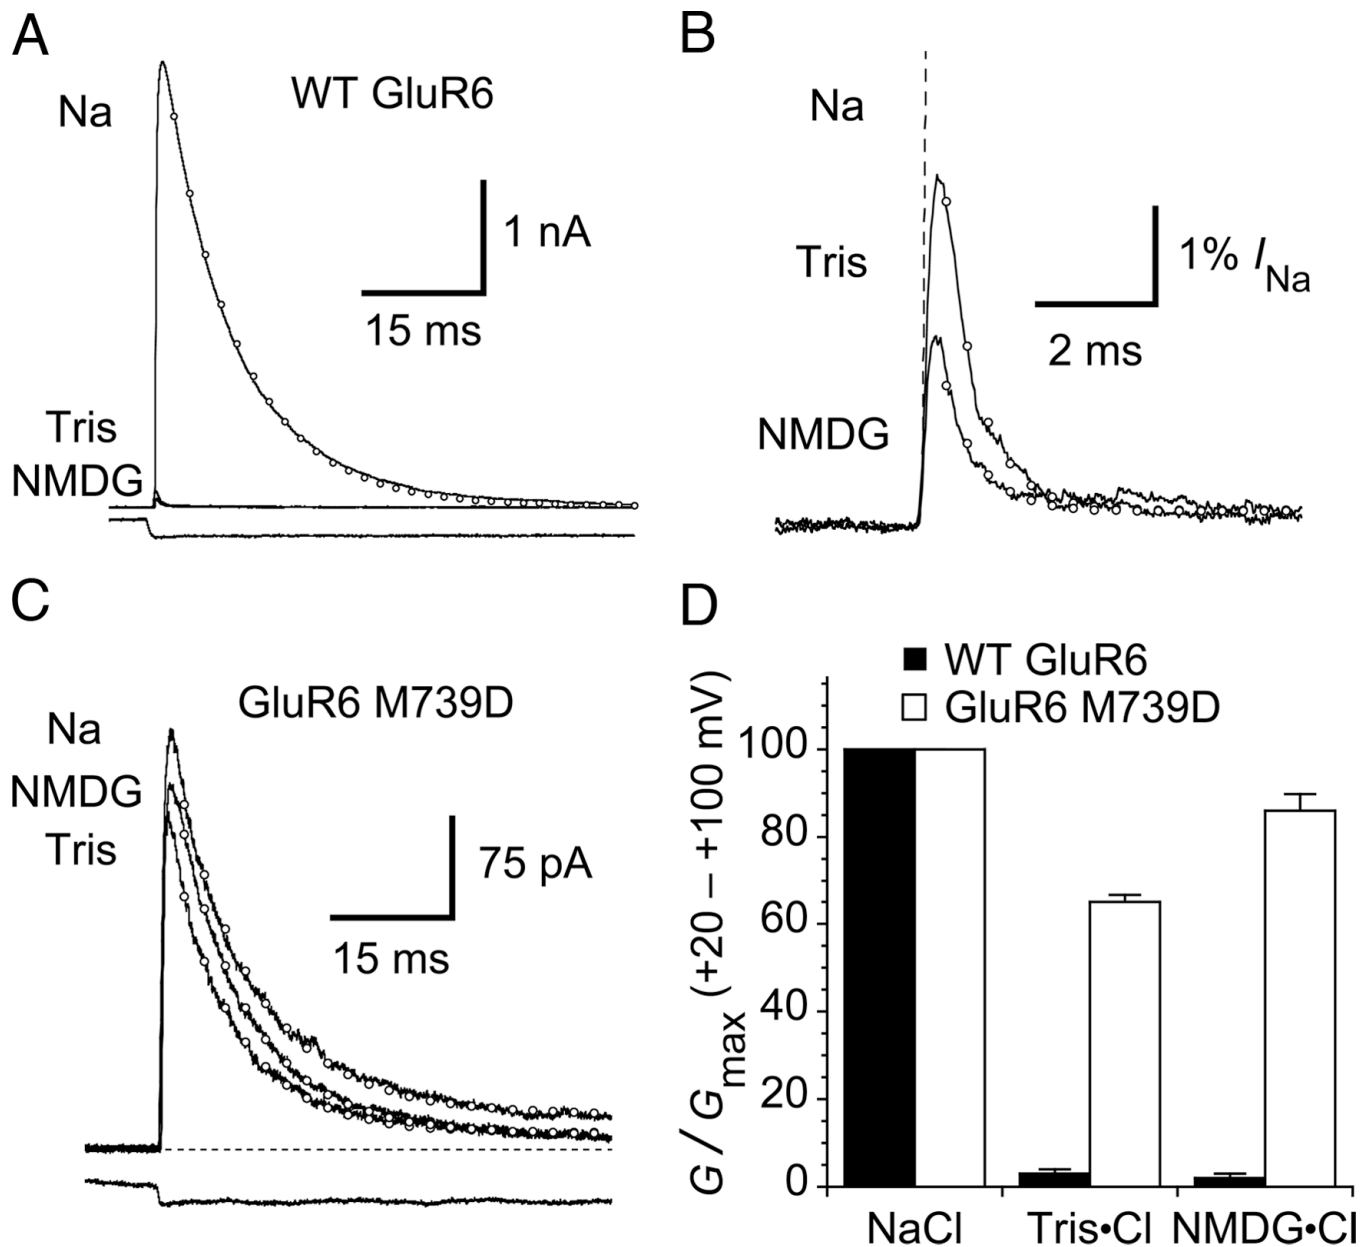 A
Na
WT GluR6
1 nA
15 ms
Tris
NMDG
B
Na
Tris
1% I Na
2 ms
NMDG
C
GluR6 M739D
Na
NMDG
Tris
75 pA
15 ms
D
WT GluR6
GluR6 M739D
G / Gmax (+20 – +100 mV)
100
80
60
40
20
0
NaCl Tris•Cl NMDG•Cl